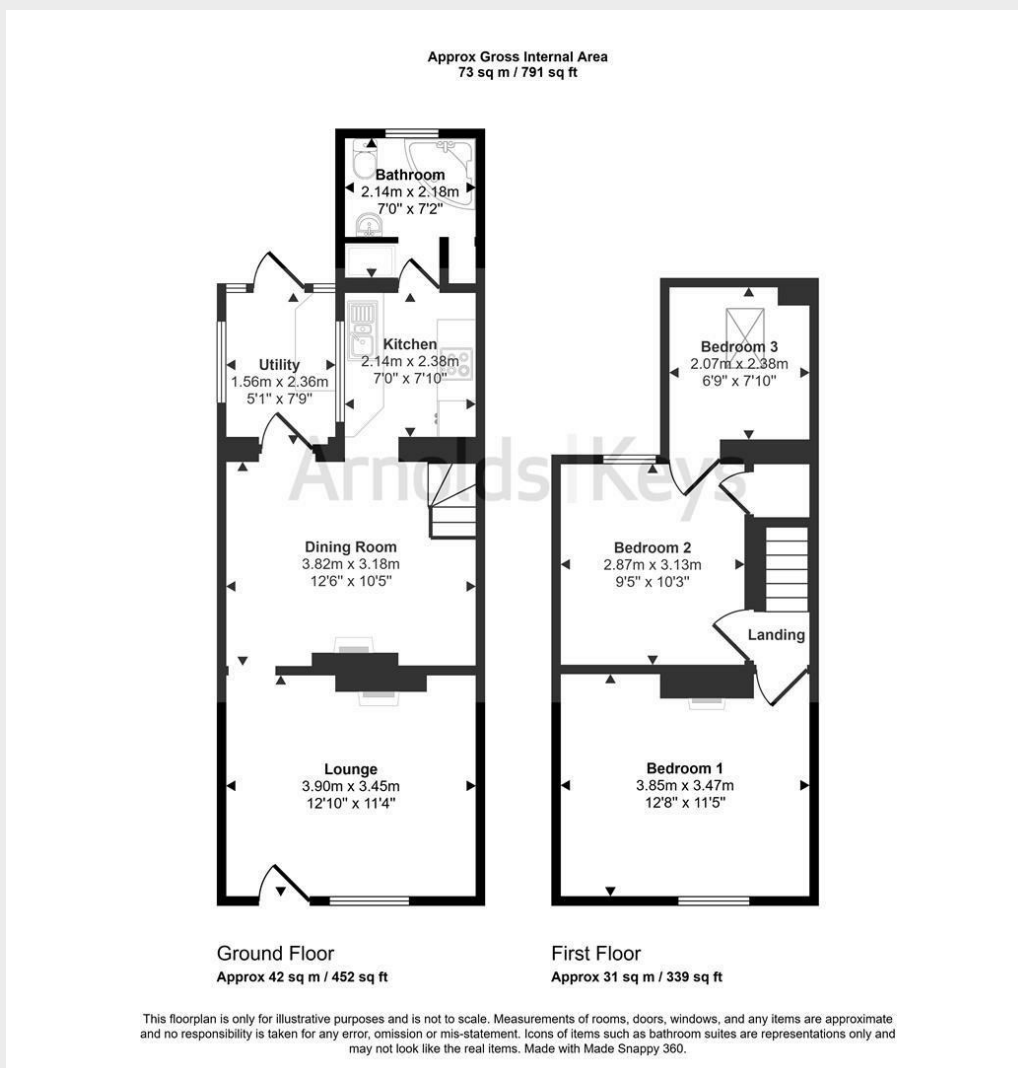 Approx Gross Internal Area
73 sq m / 791 sq ft
Bathroom
2.14m x 2.18m
7'0" x 7'2"
Kitchen
2.14m x 2.38m
7'0" x 7'10"
Utility
1.56m x 2.36m
5'1" x 7'9"
Bedroom 3
2.07m x 2.38m
6'9" x 7'10"
Arnolds|Keys
Dining Room
3.82m x 3.18m
12'6" x 10'5"
Bedroom 2
2.87m x 3.13m
9'5" x 10'3"
Landing
Lounge
3.90m x 3.45m
12'10" x 11'4"
Bedroom 1
3.85m x 3.47m
12'8" x 11'5"
Ground Floor
Approx 42 sq m / 452 sq ft
First Floor
Approx 31 sq m / 339 sq ft
This floorplan is only for illustrative purposes and is not to scale. Measurements of rooms, doors, windows, and any items are approximate
and no responsibility is taken for any error, omission or mis-statement. Icons of items such as bathroom suites are representations only and
may not look like the real items. Made with Made Snappy 360.